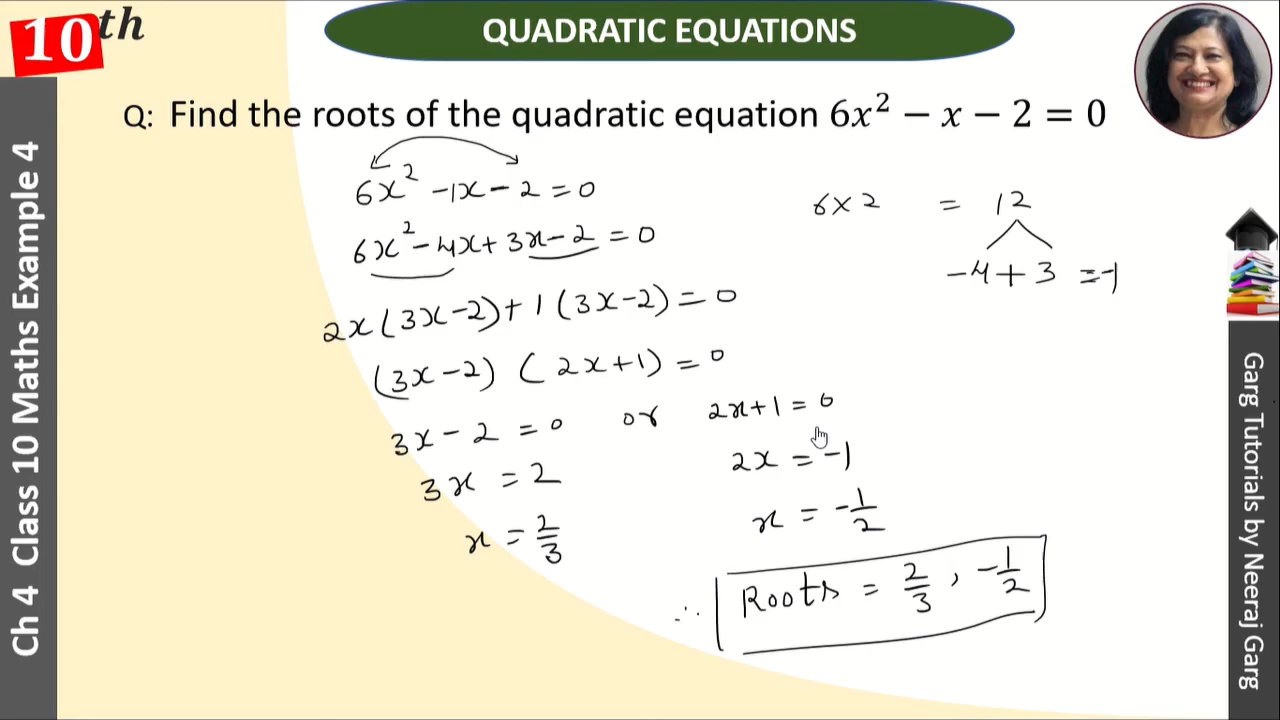 10th
QUADRATIC EQUATIONS
Q: Find the roots of the quadratic equation 6x² − x − 2 = 0
6x² -1x - 2 = 0
6x² - 4x + 3x - 2 = 0
2x(3x-2) + 1(3x-2) = 0
(3x-2) (2x+1) = 0
3x - 2 = 0 or 2x+1 = 0
3x = 2
x = 2/3
2x = -1
x = -1/2
∴ Roots = 2/3, -1/2
6×2 = 12
-4+3 = -1
Ch 4 Class 10 Maths Example 4
Garg Tutorials by Neeraj Garg